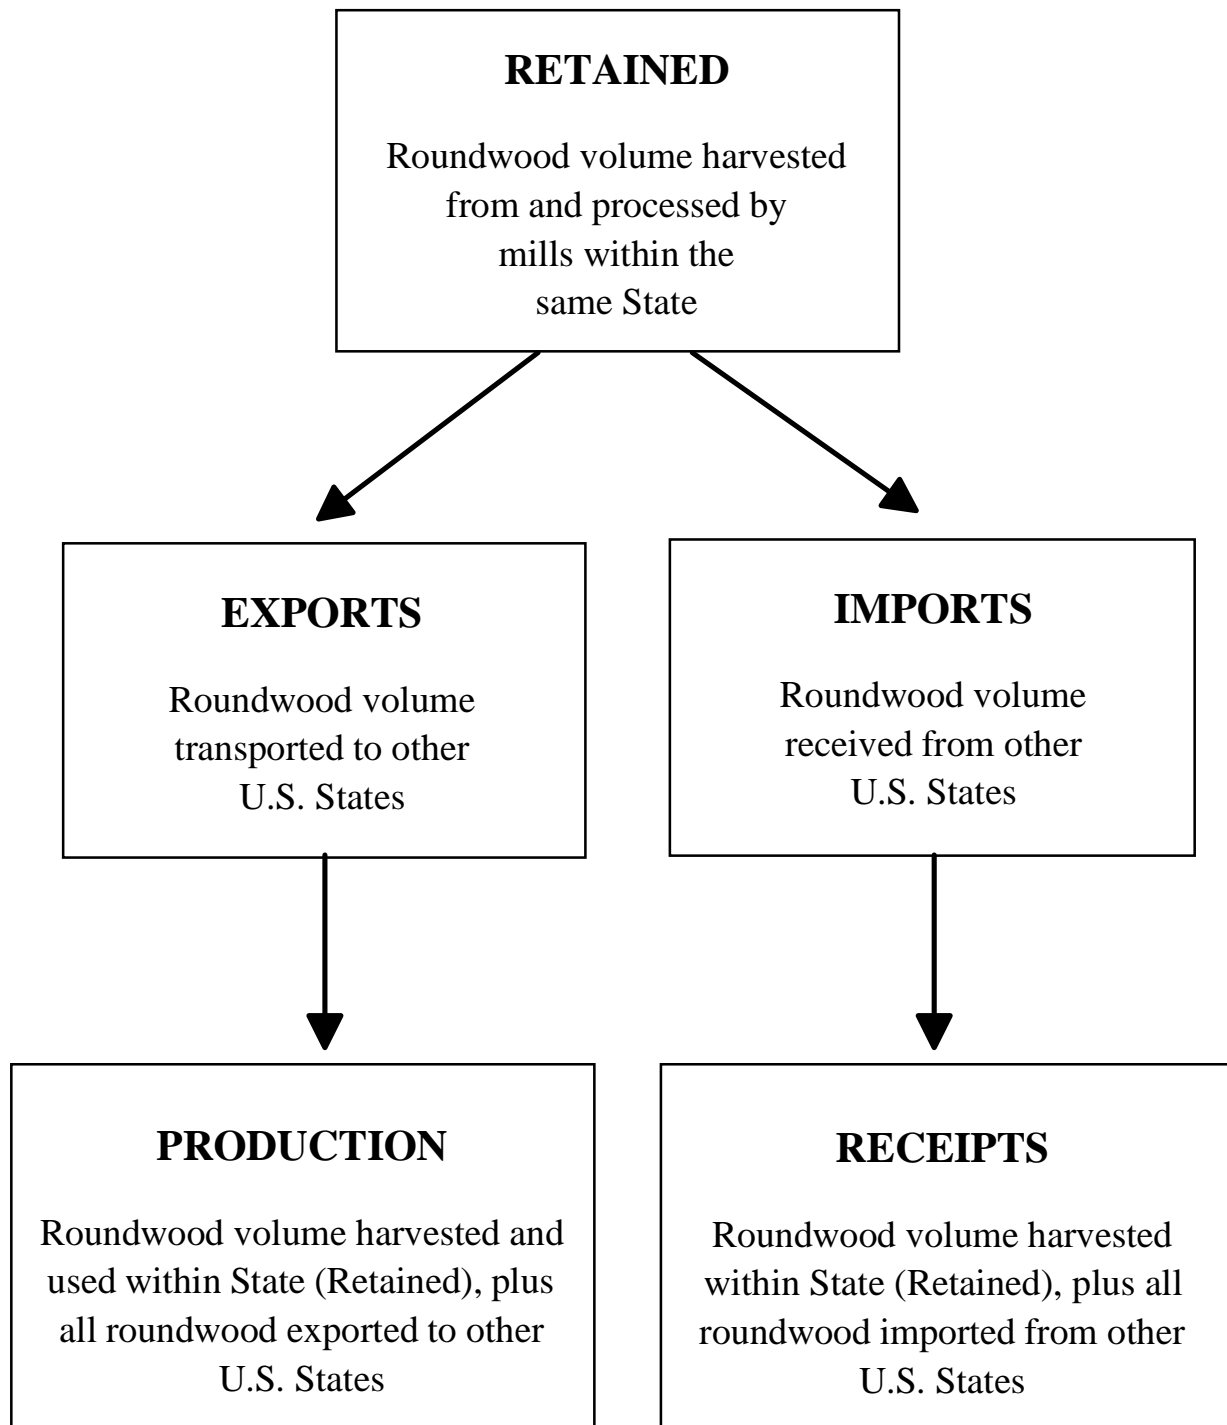 RETAINED
Roundwood volume harvested
from and processed by
mills within the
same State
EXPORTS
Roundwood volume
transported to other
U.S. States
IMPORTS
Roundwood volume
received from other
U.S. States
PRODUCTION
Roundwood volume harvested and
used within State (Retained), plus
all roundwood exported to other
U.S. States
RECEIPTS
Roundwood volume harvested
within State (Retained), plus all
roundwood imported from other
U.S. States